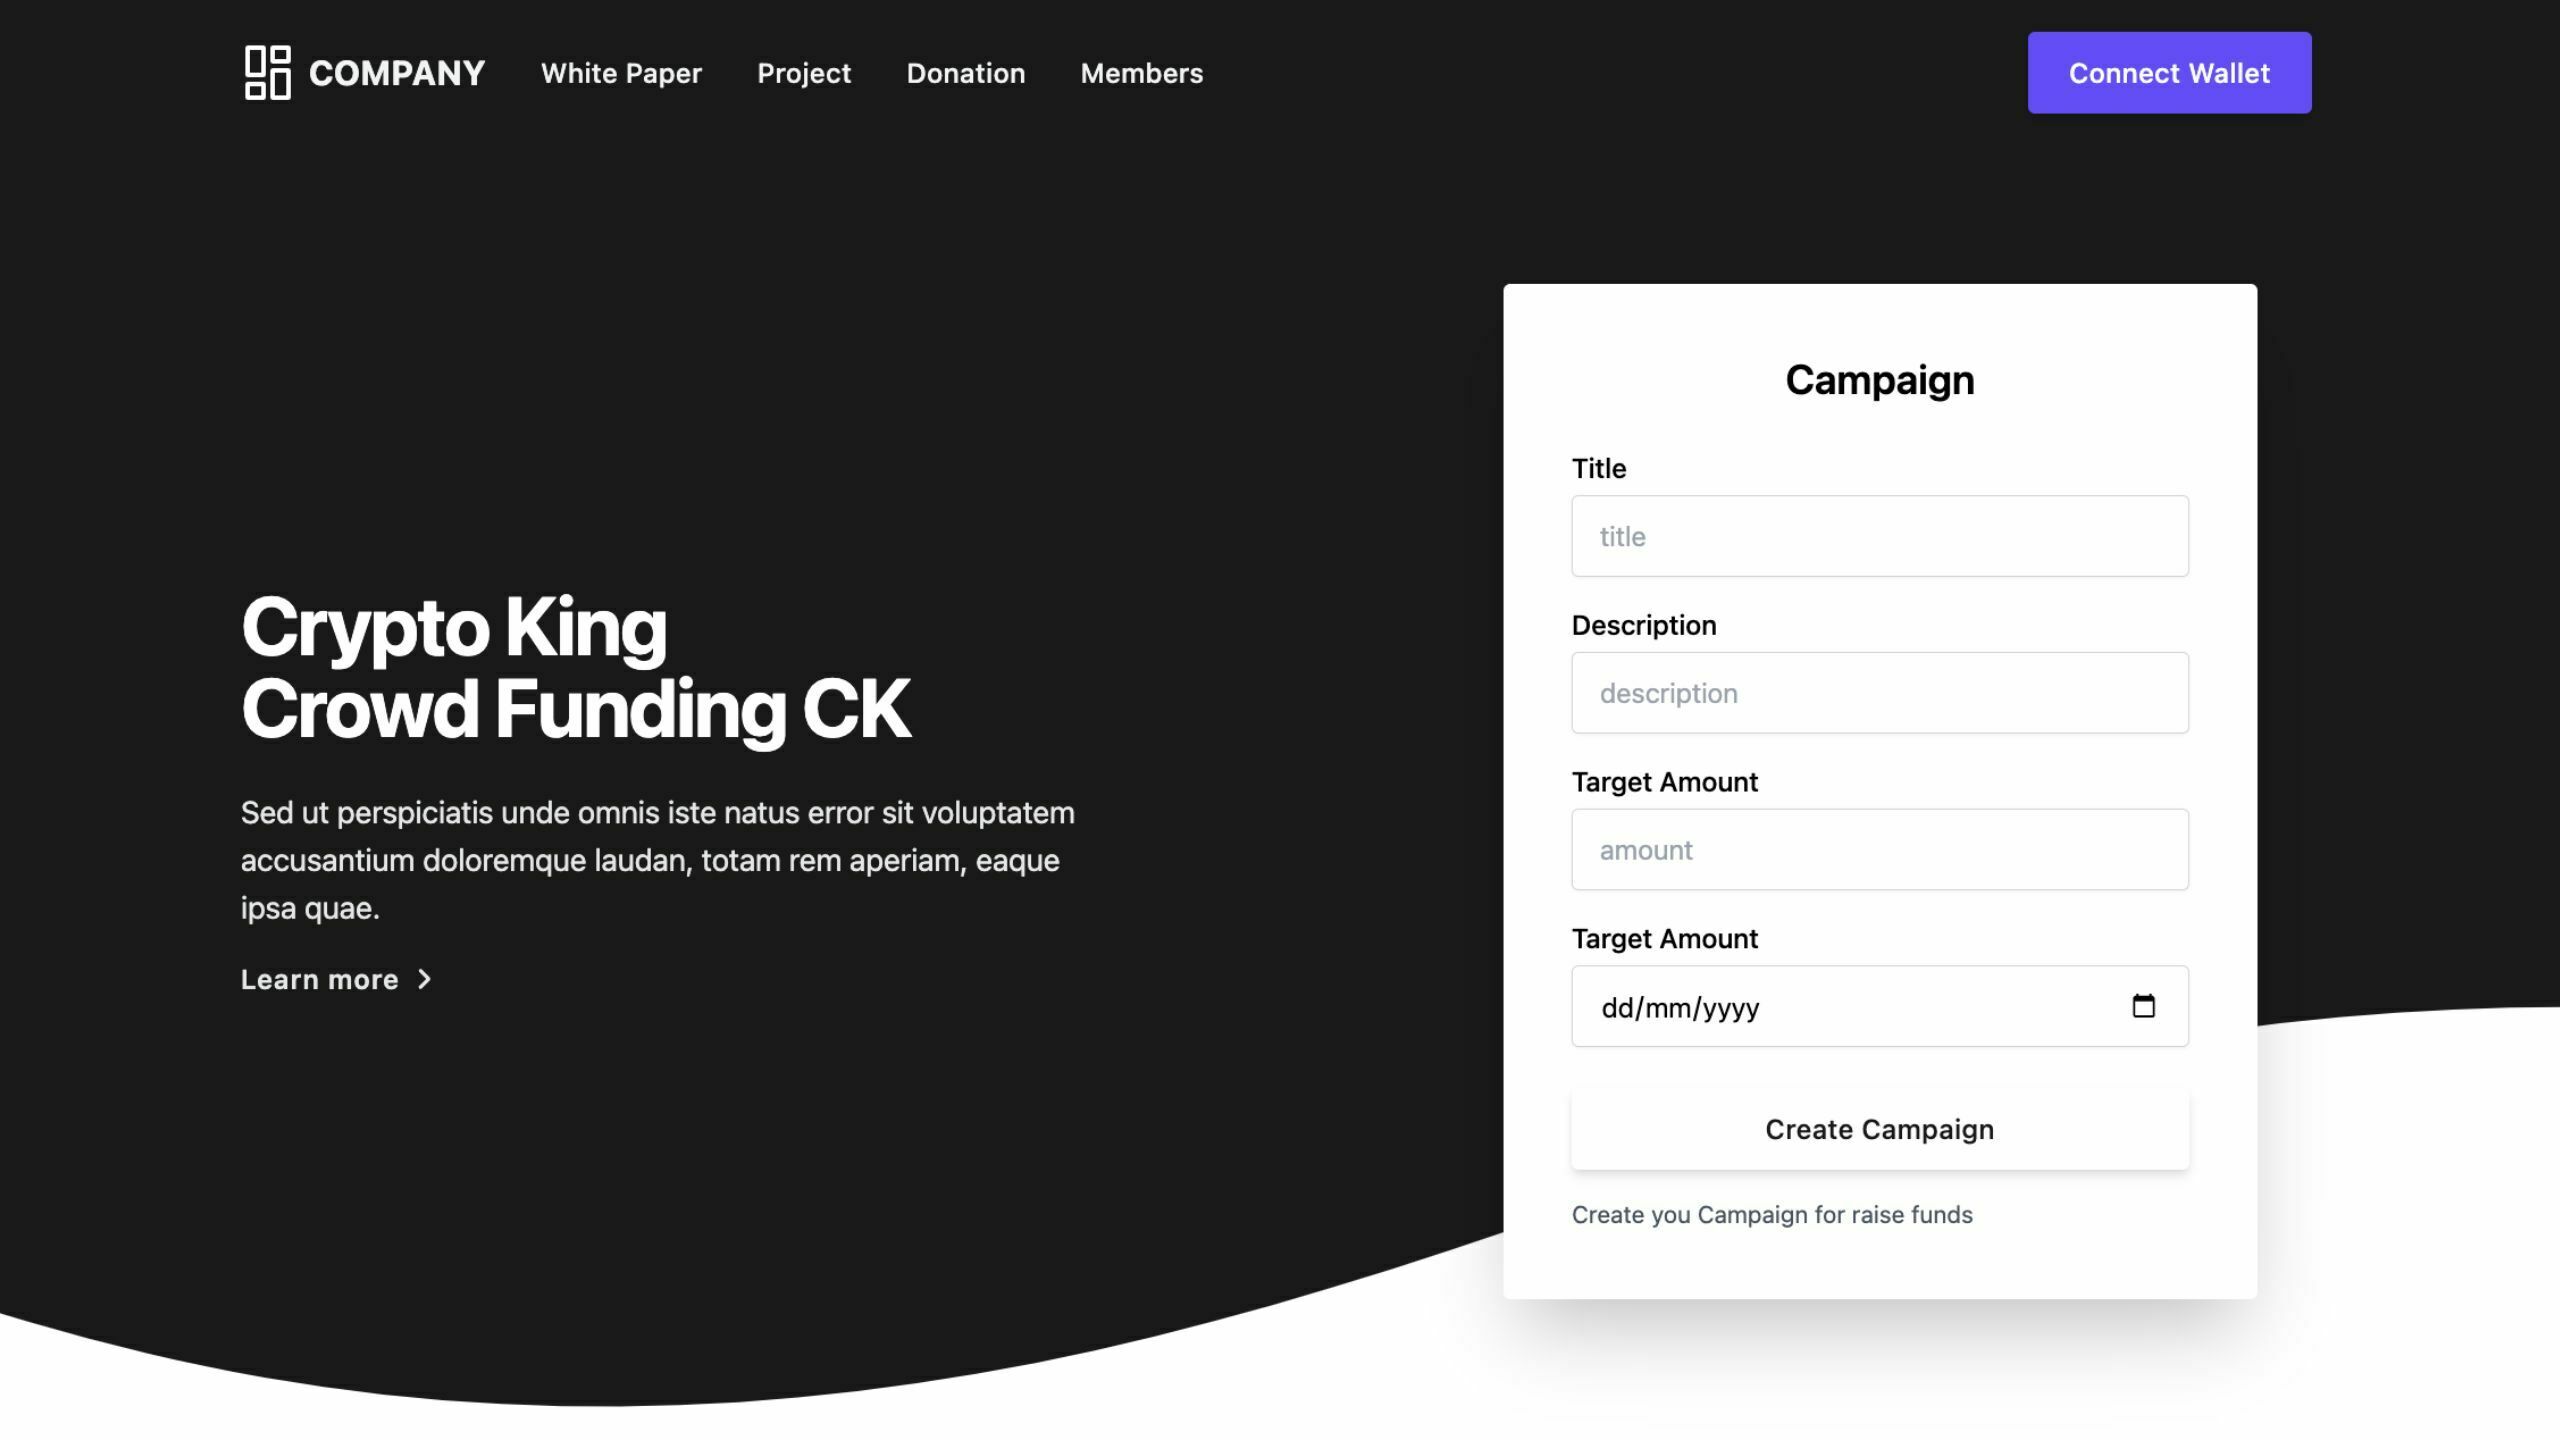 COMPANY White Paper Project Donation Members Connect Wallet
Crypto King
Crowd Funding CK
Sed ut perspiciatis unde omnis iste natus error sit voluptatem
accusantium doloremque laudan, totam rem aperiam, eaque
ipsa quae.
Learn more
Campaign
Title
title
Description
description
Target Amount
amount
Target Amount
dd/mm/yyyy
Create Campaign
Create you Campaign for raise funds